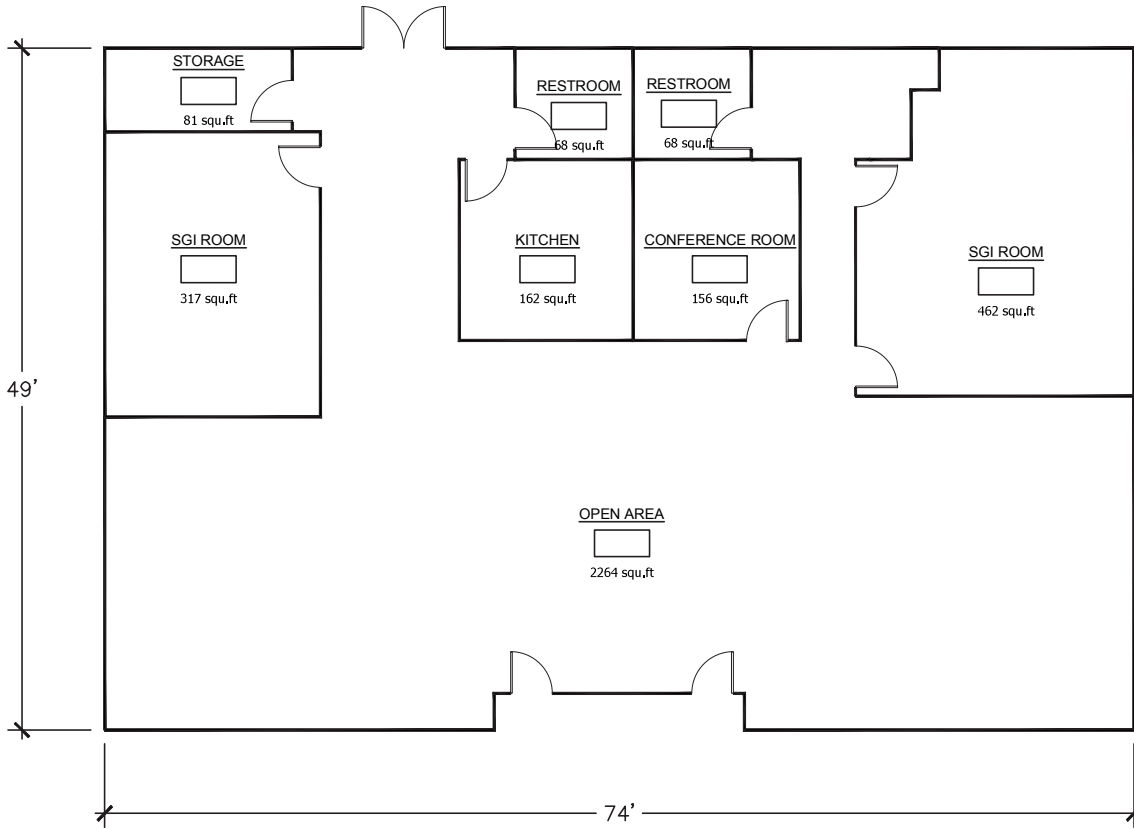 STORAGE
81 squ.ft
RESTROOM
68 squ.ft
RESTROOM
68 squ.ft
SGI ROOM
317 squ.ft
KITCHEN
162 squ.ft
CONFERENCE ROOM
156 squ.ft
SGI ROOM
462 squ.ft
49'
OPEN AREA
2264 squ.ft
74'